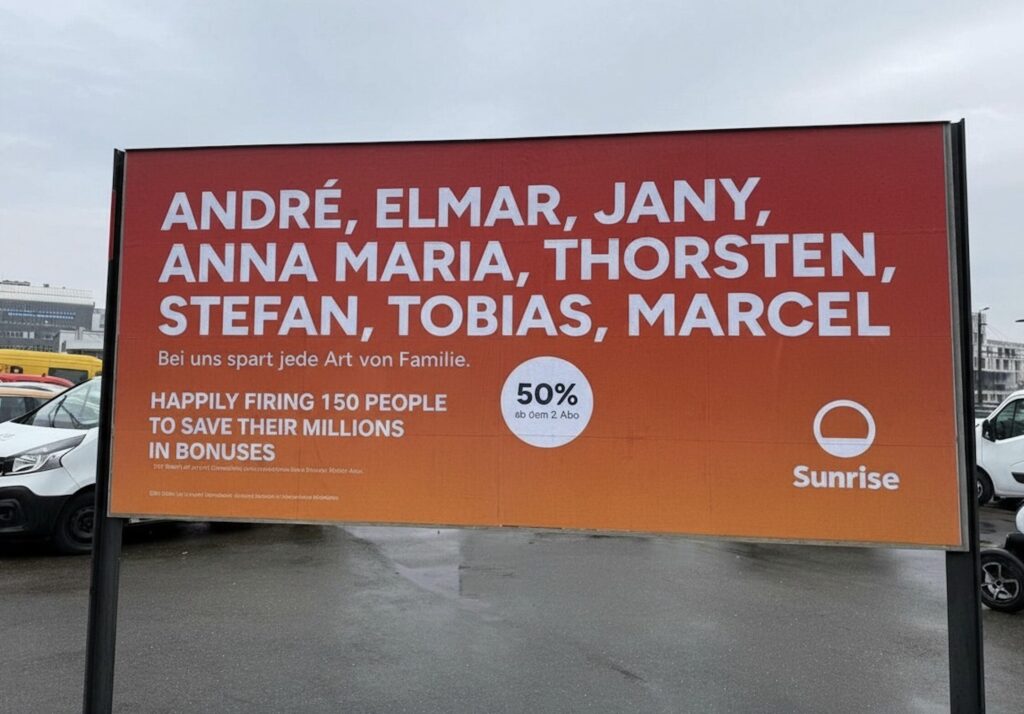 ANDRÉ, ELMAR, JANY,
ANNA MARIA, THORSTEN,
STEFAN, TOBIAS, MARCEL
Bei uns spart jede Art von Familie.
50%
ab dem 2 Abo
HAPPILY FIRING 150 PEOPLE
TO SAVE THEIR MILLIONS
IN BONUSES
Sunrise